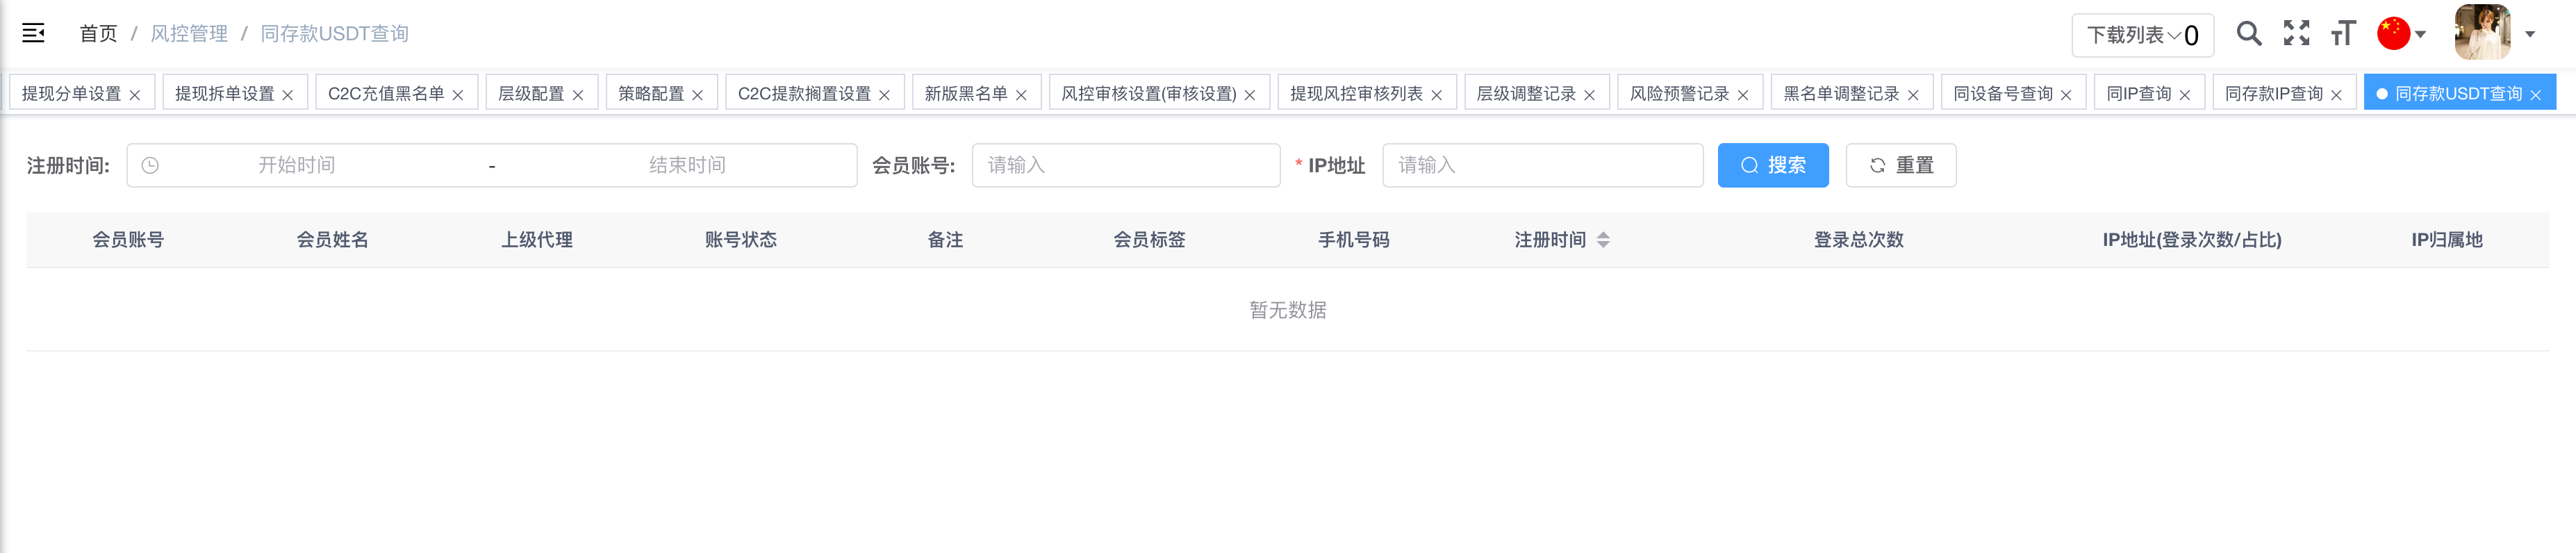 首页 / 风控管理 / 同存款USDT查询 下载列表 0
提现分单设置 提现拆单设置 C2C充值黑名单 层级配置 策略配置 C2C提款搁置设置 新版黑名单 风控审核设置(审核设置) 提现风控审核列表 层级调整记录 风险预警记录 黑名单调整记录 同设备号查询 同IP查询 同存款IP查询 同存款USDT查询
注册时间: 开始时间 - 结束时间 会员账号: 请输入 * IP地址 请输入 搜索 重置
会员账号 会员姓名 上级代理 账号状态 备注 会员标签 手机号码 注册时间 登录总次数 IP地址(登录次数/占比) IP归属地
暂无数据